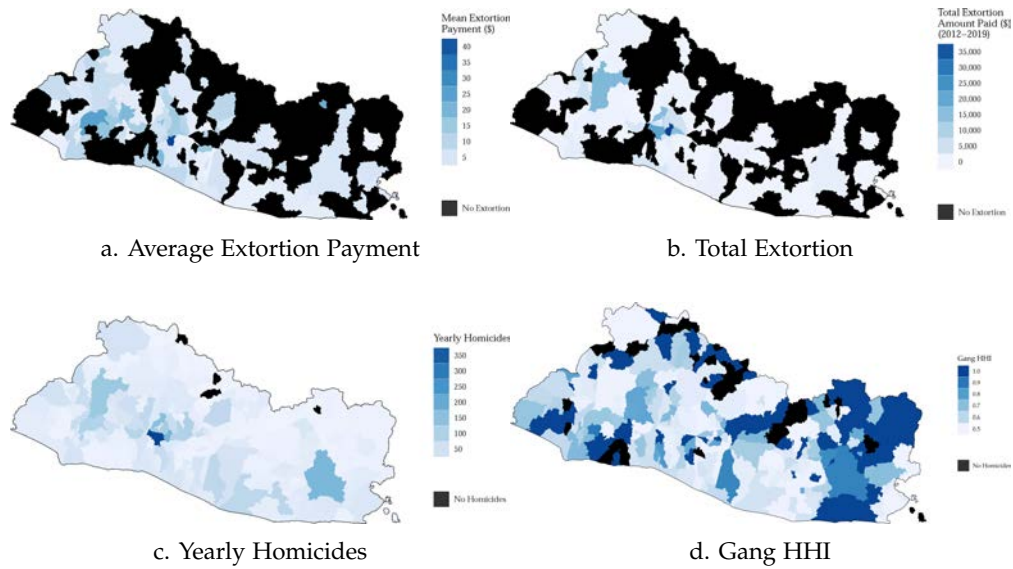 Mean Extortion
Payment ($)
40
35
30
25
20
15
10
5
No Extortion
a. Average Extortion Payment
Total Extortion
Amount Paid ($)
(2012–2019)
35,000
30,000
25,000
20,000
15,000
10,000
5,000
0
No Extortion
b. Total Extortion
Yearly Homicides
350
300
250
200
150
100
50
No Homicides
c. Yearly Homicides
Gang HHI
1.0
0.9
0.8
0.7
0.6
0.5
No Homicides
d. Gang HHI